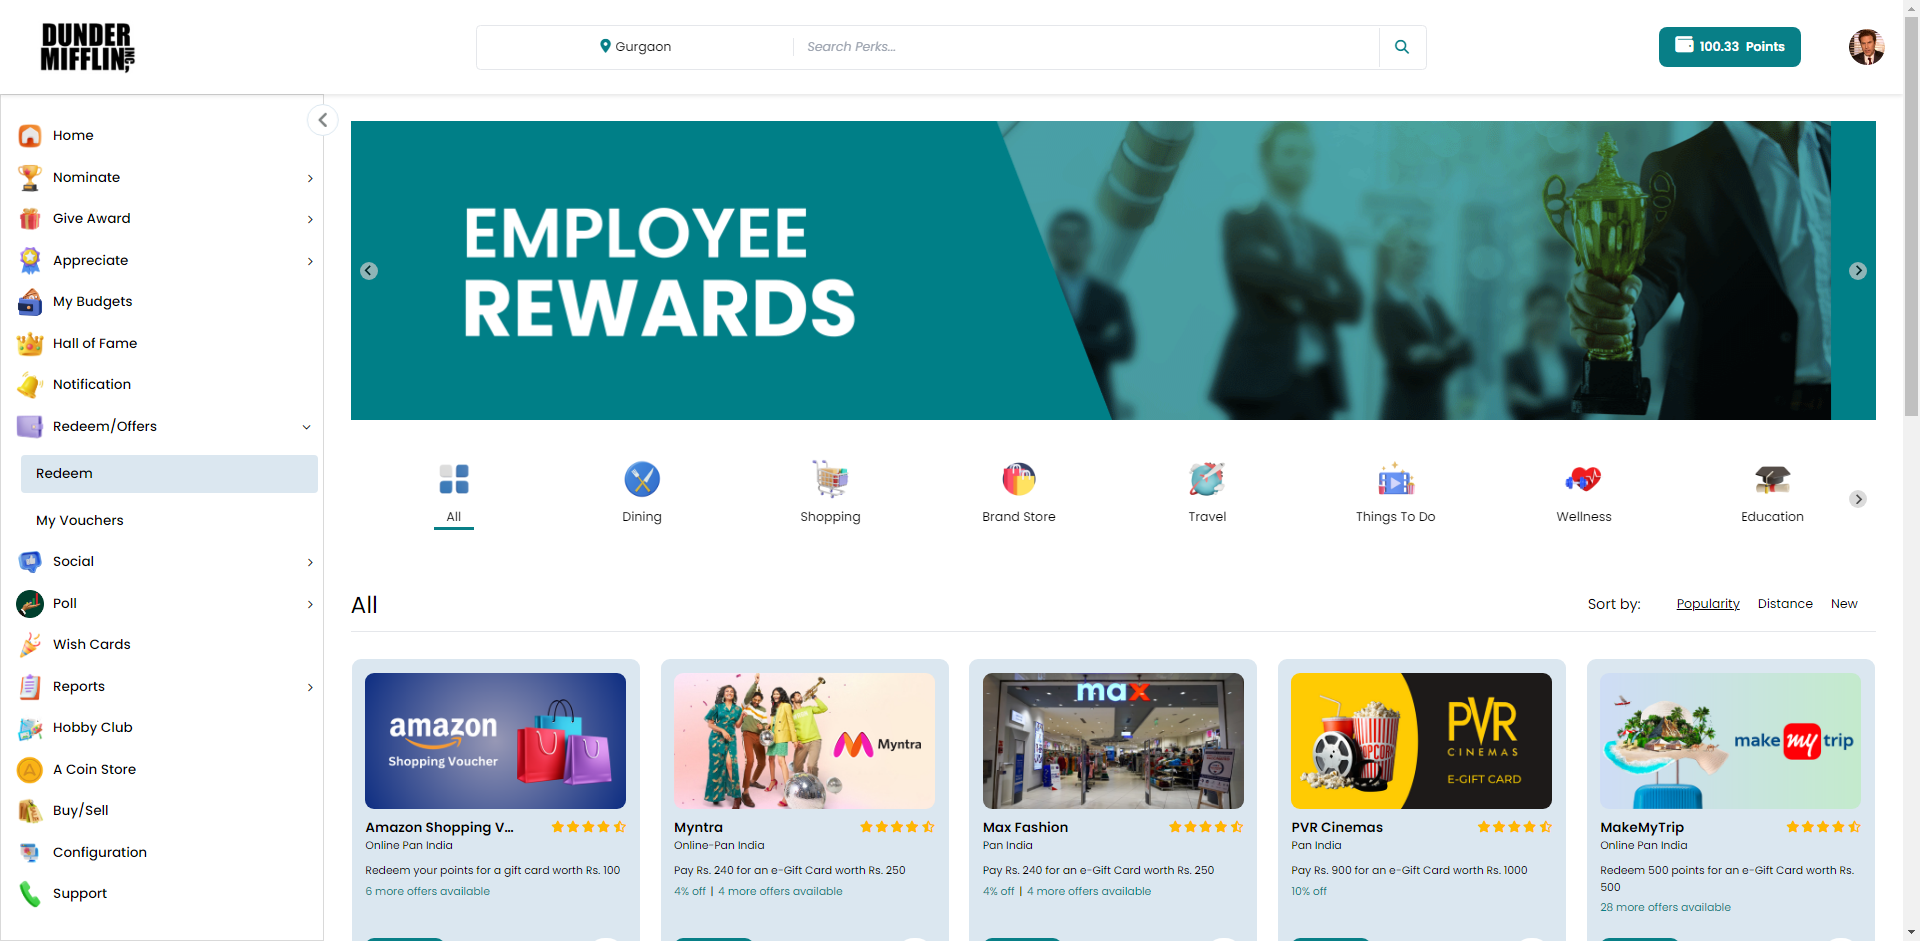 DUNDER
MIFFLIN INC,
Gurgaon
Search Perks...
100.33 Points
Home
Nominate
Give Award
Appreciate
My Budgets
Hall of Fame
Notification
Redeem/Offers
Redeem
My Vouchers
Social
Poll
Wish Cards
Reports
Hobby Club
A Coin Store
Buy/Sell
Configuration
Support
EMPLOYEE
REWARDS
All
Dining
Shopping
Brand Store
Travel
Things To Do
Wellness
Education
All
Sort by:
Popularity
Distance
New
amazon
Shopping Voucher
Amazon Shopping V...
Online Pan India
Redeem your points for a gift card worth Rs. 100
6 more offers available
Myntra
Myntra
Online-Pan India
Pay Rs. 240 for an e-Gift Card worth Rs. 250
4% off | 4 more offers available
max
Max Fashion
Pan India
Pay Rs. 240 for an e-Gift Card worth Rs. 250
4% off | 4 more offers available
POPCORN
PVR
CINEMAS
E-GIFT CARD
PVR Cinemas
Pan India
Pay Rs. 900 for an e-Gift Card worth Rs. 1000
10% off
make my trip
MakeMyTrip
Online Pan India
Redeem 500 points for an e-Gift Card worth Rs.
500
28 more offers available